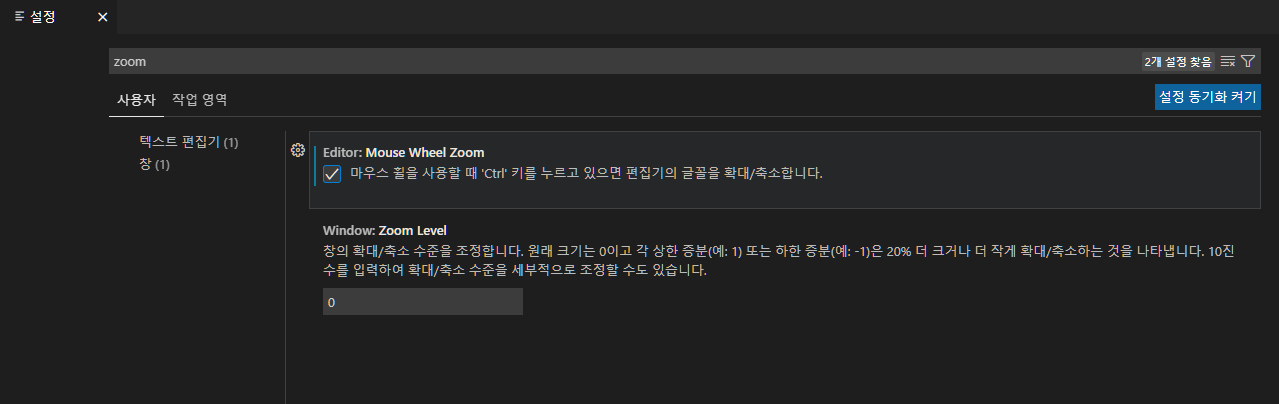 설정
zoom
2개 설정 찾음
사용자
작업 영역
설정 동기화 켜기
텍스트 편집기 (1)
창 (1)
Editor: Mouse Wheel Zoom
마우스 휠을 사용할 때 'Ctrl' 키를 누르고 있으면 편집기의 글꼴을 확대/축소합니다.
Window: Zoom Level
창의 확대/축소 수준을 조정합니다. 원래 크기는 0이고 각 상한 증분(예: 1) 또는 하한 증분(예: -1)은 20% 더 크거나 더 작게 확대/축소하는 것을 나타냅니다. 10진
수를 입력하여 확대/축소 수준을 세부적으로 조정할 수도 있습니다.
0